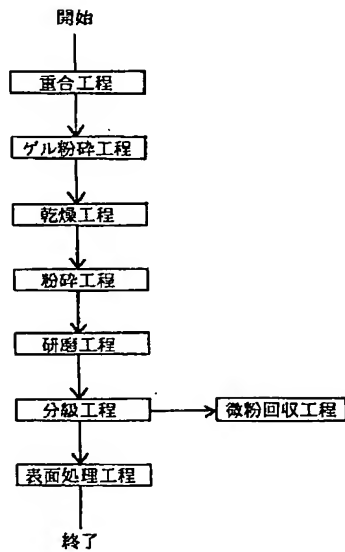 開始
重合工程
ゲル粉砕工程
乾燥工程
粉砕工程
研磨工程
分級工程
微粉回収工程
表面処理工程
終了